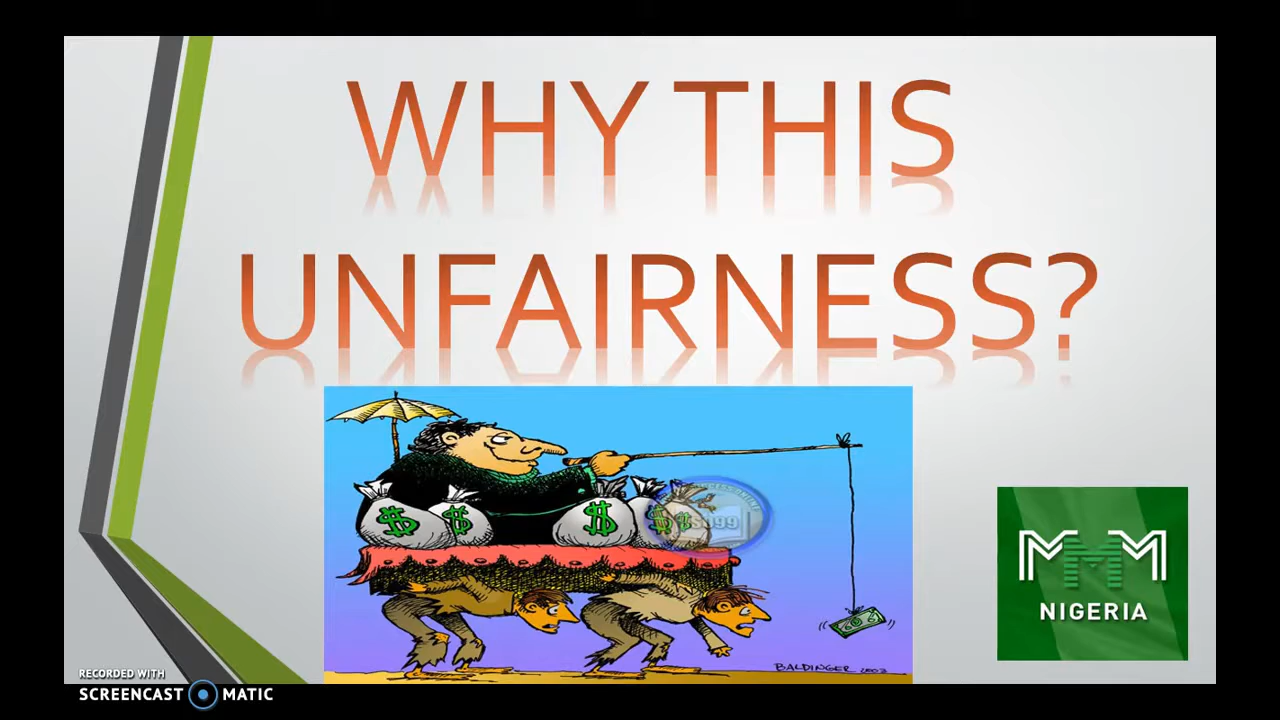 WHY THIS
UNFAIRNESS?
$ $ $ $ $
BALDINGER 2003
MMM
NIGERIA
RECORDED WITH
SCREENCAST MATIC